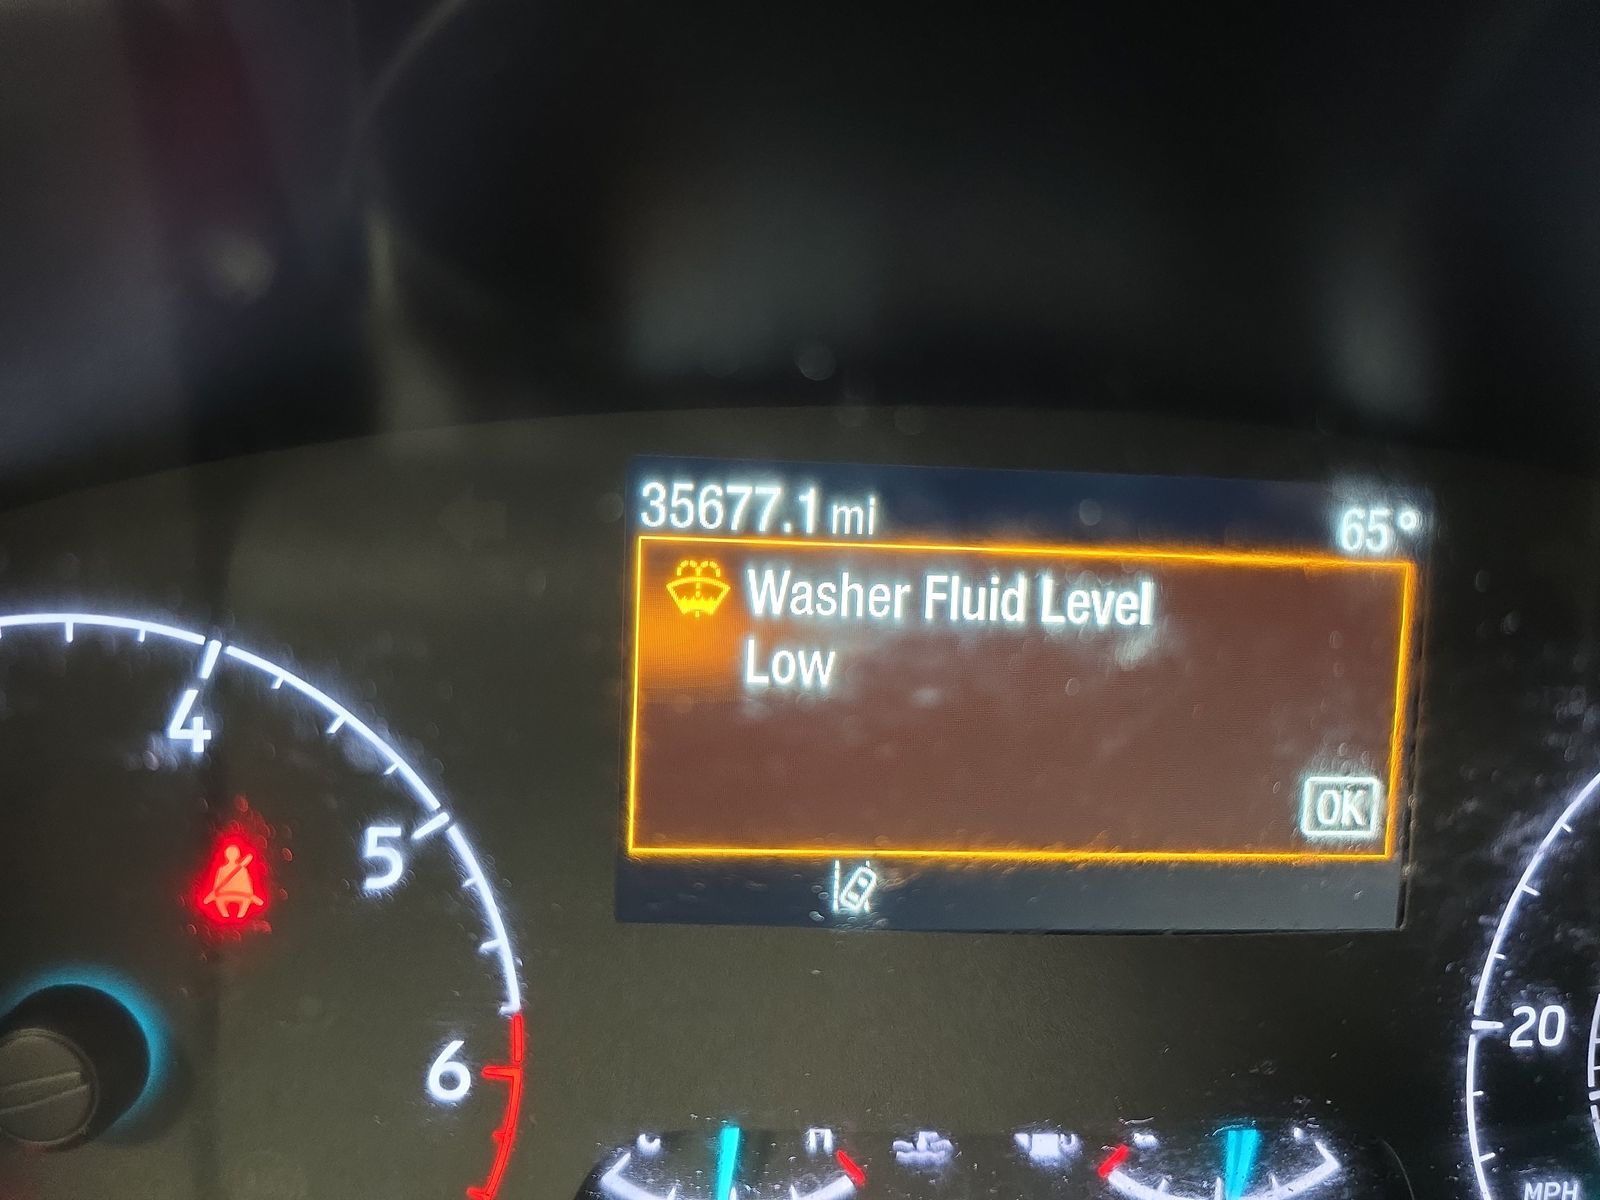 35677.1 mi 65°
Washer Fluid Level
Low
OK
4
5
6
20
MPH